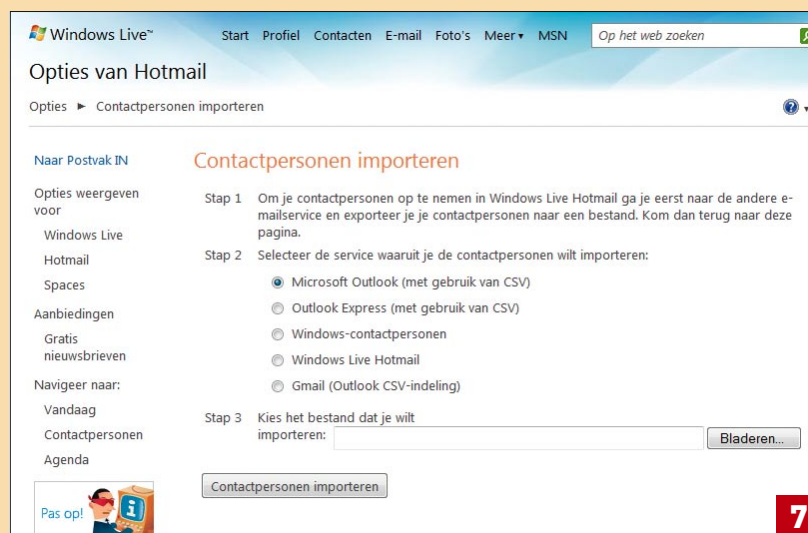 Windows Live™ Start Profiel Contacten E-mail Foto's Meer▾ MSN Op het web zoeken
Opties van Hotmail
Opties ► Contactpersonen importeren
Naar Postvak IN
Opties weergeven
voor
Windows Live
Hotmail
Spaces
Aanbiedingen
Gratis
nieuwsbrieven
Navigeer naar:
Vandaag
Contactpersonen
Agenda
Pas op!
Contactpersonen importeren
Stap 1 Om je contactpersonen op te nemen in Windows Live Hotmail ga je eerst naar de andere e-
mailservice en exporteer je je contactpersonen naar een bestand. Kom dan terug naar deze
pagina.
Stap 2 Selecteer de service waaruit je de contactpersonen wilt importeren:
Microsoft Outlook (met gebruik van CSV)
Outlook Express (met gebruik van CSV)
Windows-contactpersonen
Windows Live Hotmail
Gmail (Outlook CSV-indeling)
Stap 3 Kies het bestand dat je wilt
importeren: Bladeren...
Contactpersonen importeren
7